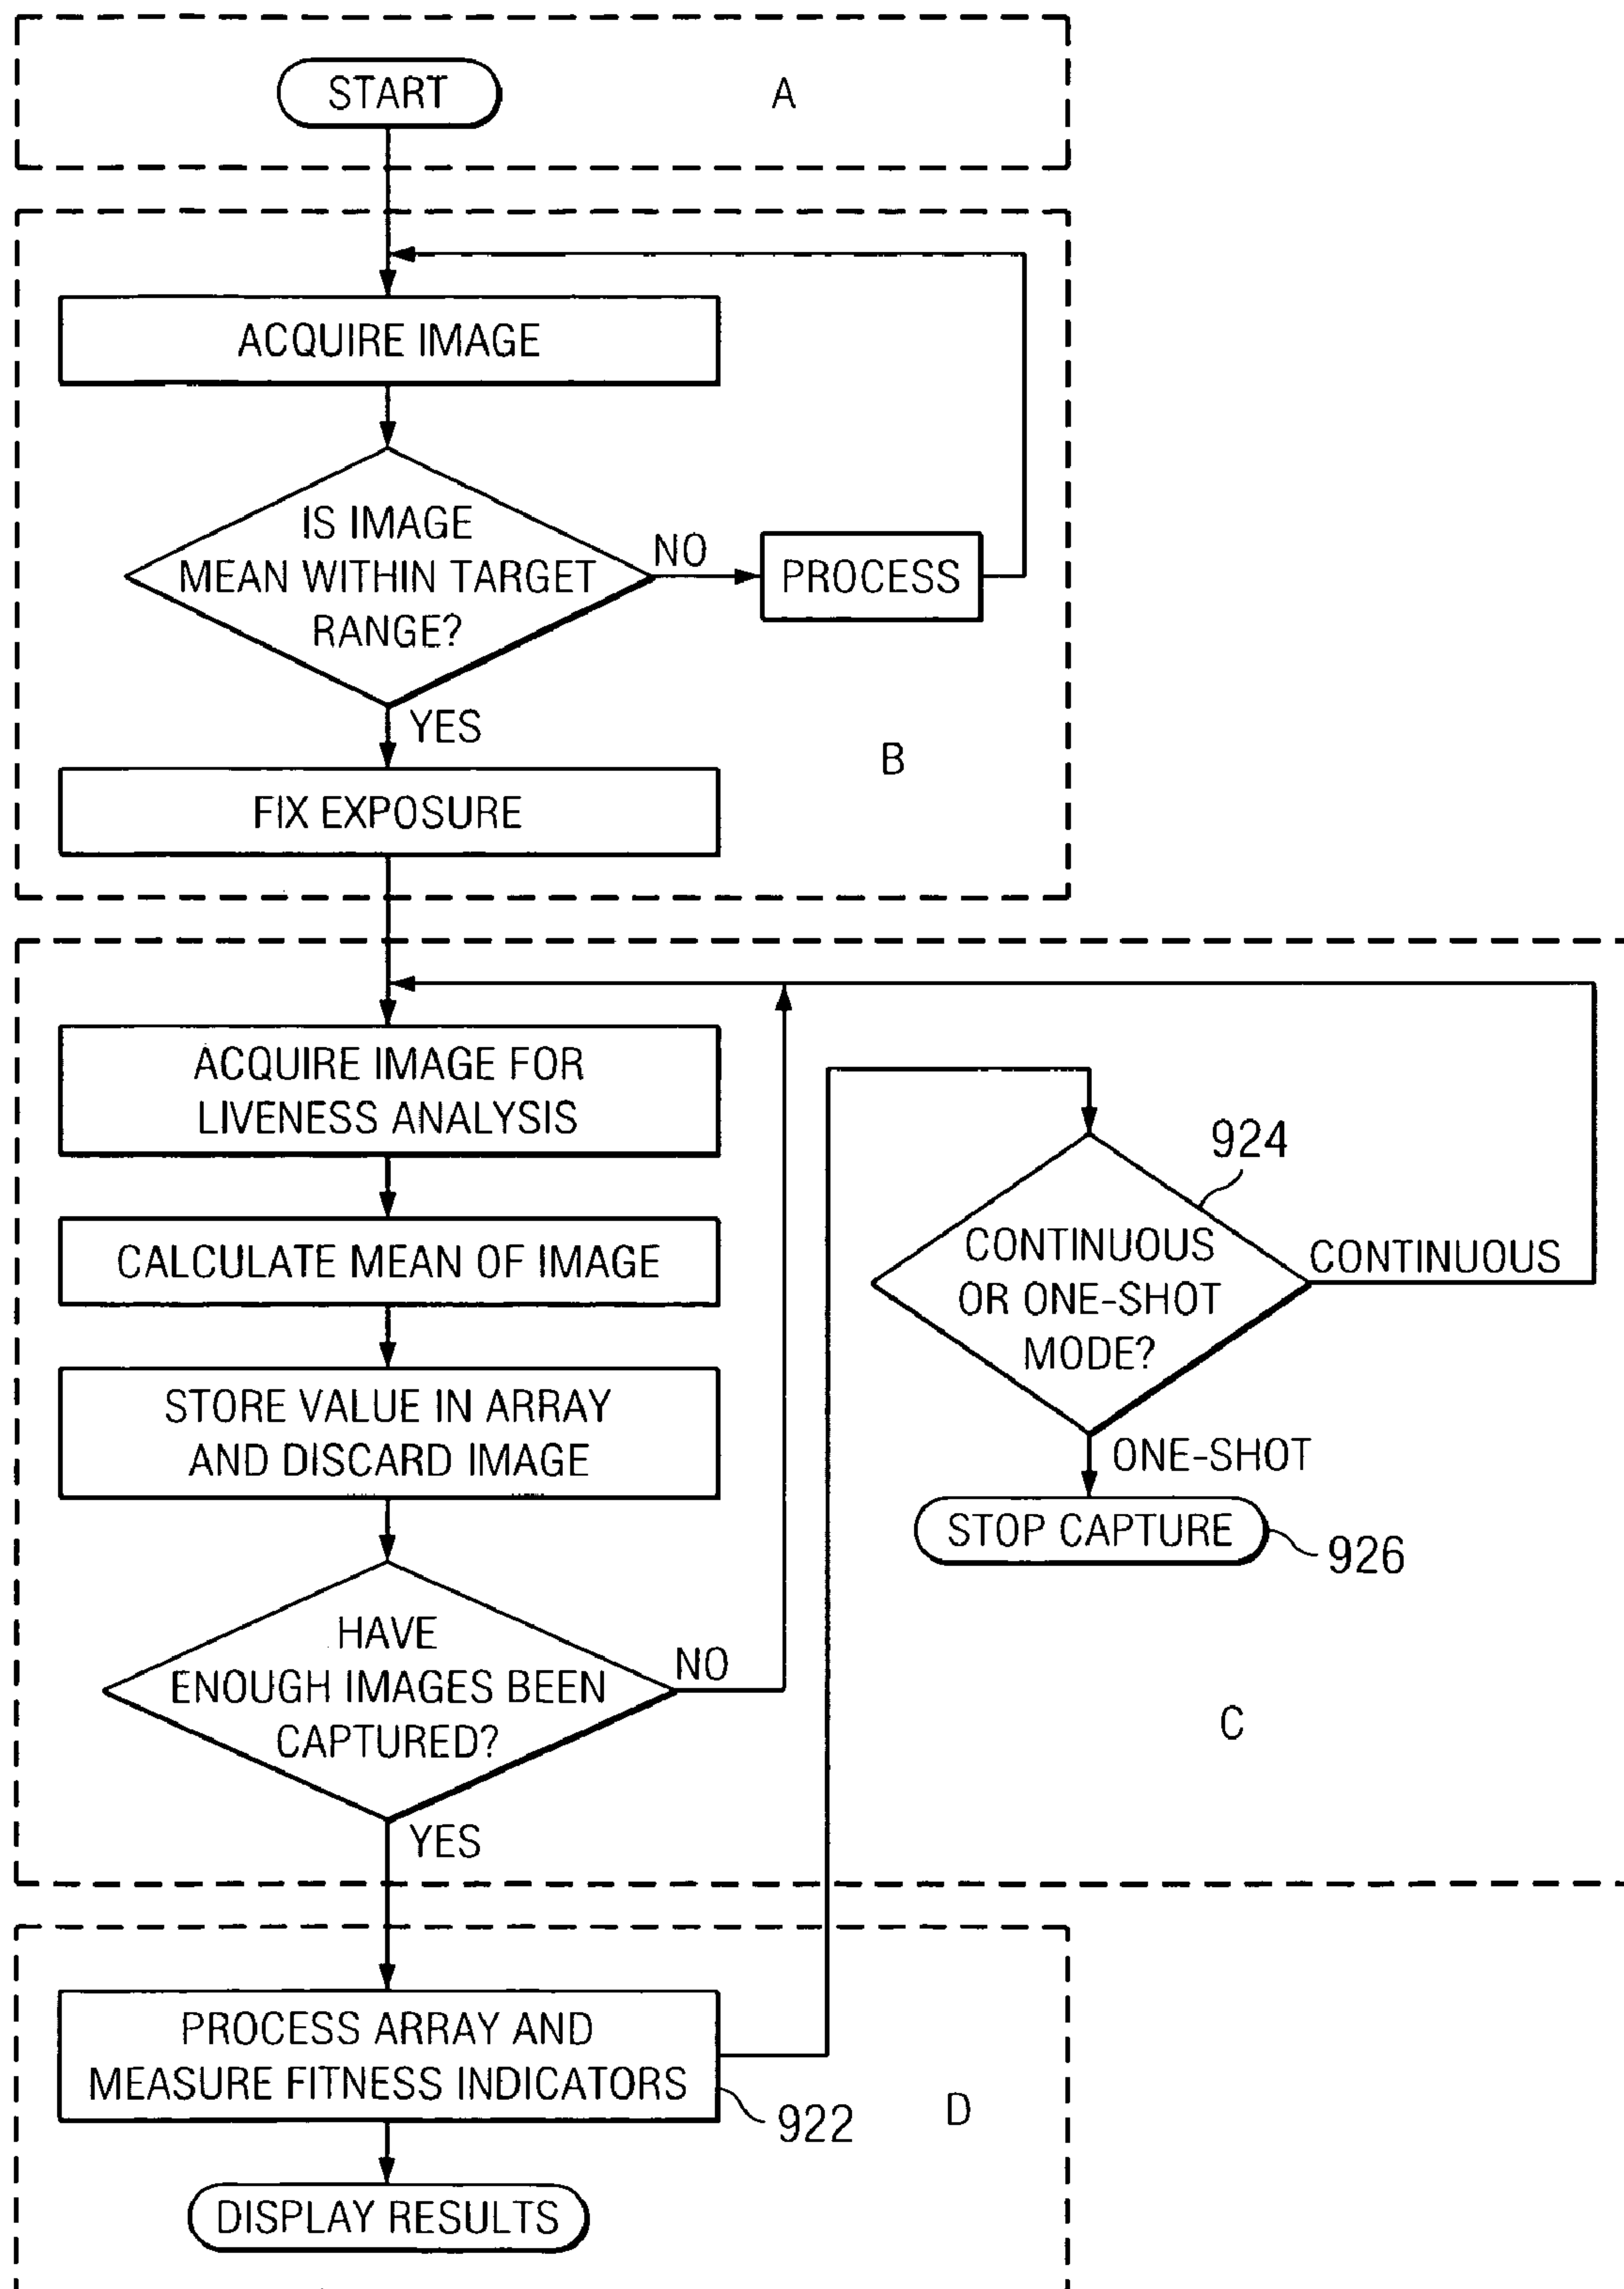 START
A
ACQUIRE IMAGE
IS IMAGE
MEAN WITHIN TARGET
RANGE?
NO
PROCESS
YES
B
FIX EXPOSURE
ACQUIRE IMAGE FOR
LIVENESS ANALYSIS
CALCULATE MEAN OF IMAGE
STORE VALUE IN ARRAY
AND DISCARD IMAGE
HAVE
ENOUGH IMAGES BEEN
CAPTURED?
NO
YES
924
CONTINUOUS
OR ONE-SHOT
MODE?
CONTINUOUS
ONE-SHOT
STOP CAPTURE
926
C
PROCESS ARRAY AND
MEASURE FITNESS INDICATORS
922
D
DISPLAY RESULTS